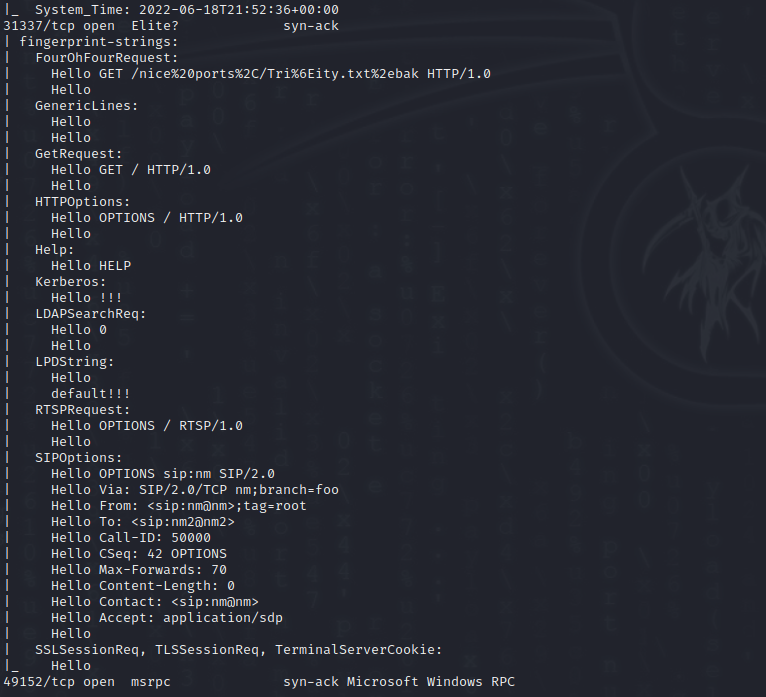 |_  System_Time: 2022-06-18T21:52:36+00:00
31337/tcp open  Elite?             syn-ack
| fingerprint-strings:
|   FourOhFourRequest:
|     Hello GET /nice%20ports%2C/Tri%6Eity.txt%2ebak HTTP/1.0
|     Hello
|   GenericLines:
|     Hello
|     Hello
|   GetRequest:
|     Hello GET / HTTP/1.0
|     Hello
|   HTTPOptions:
|     Hello OPTIONS / HTTP/1.0
|     Hello
|   Help:
|     Hello HELP
|   Kerberos:
|     Hello !!!
|   LDAPSearchReq:
|     Hello 0
|     Hello
|   LPDString:
|     Hello
|     default!!!
|   RTSPRequest:
|     Hello OPTIONS / RTSP/1.0
|     Hello
|   SIPOptions:
|     Hello OPTIONS sip:nm SIP/2.0
|     Hello Via: SIP/2.0/TCP nm;branch=foo
|     Hello From: <sip:nm@nm>;tag=root
|     Hello To: <sip:nm2@nm2>
|     Hello Call-ID: 50000
|     Hello CSeq: 42 OPTIONS
|     Hello Max-Forwards: 70
|     Hello Content-Length: 0
|     Hello Contact: <sip:nm@nm>
|     Hello Accept: application/sdp
|     Hello
|   SSLSessionReq, TLSSessionReq, TerminalServerCookie:
|_    Hello
49152/tcp open  msrpc              syn-ack Microsoft Windows RPC